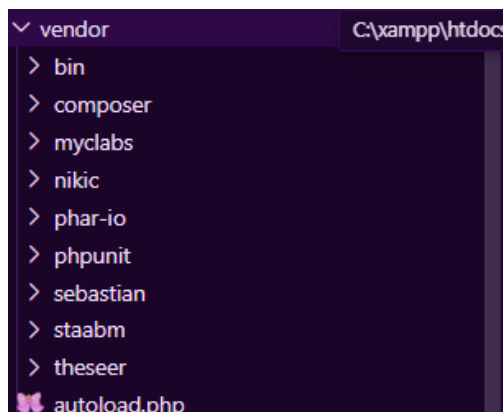 vendor
C:\xampp\htdocs
bin
composer
myclabs
nikic
phar-io
phpunit
sebastian
staabm
theseer
autoload.php